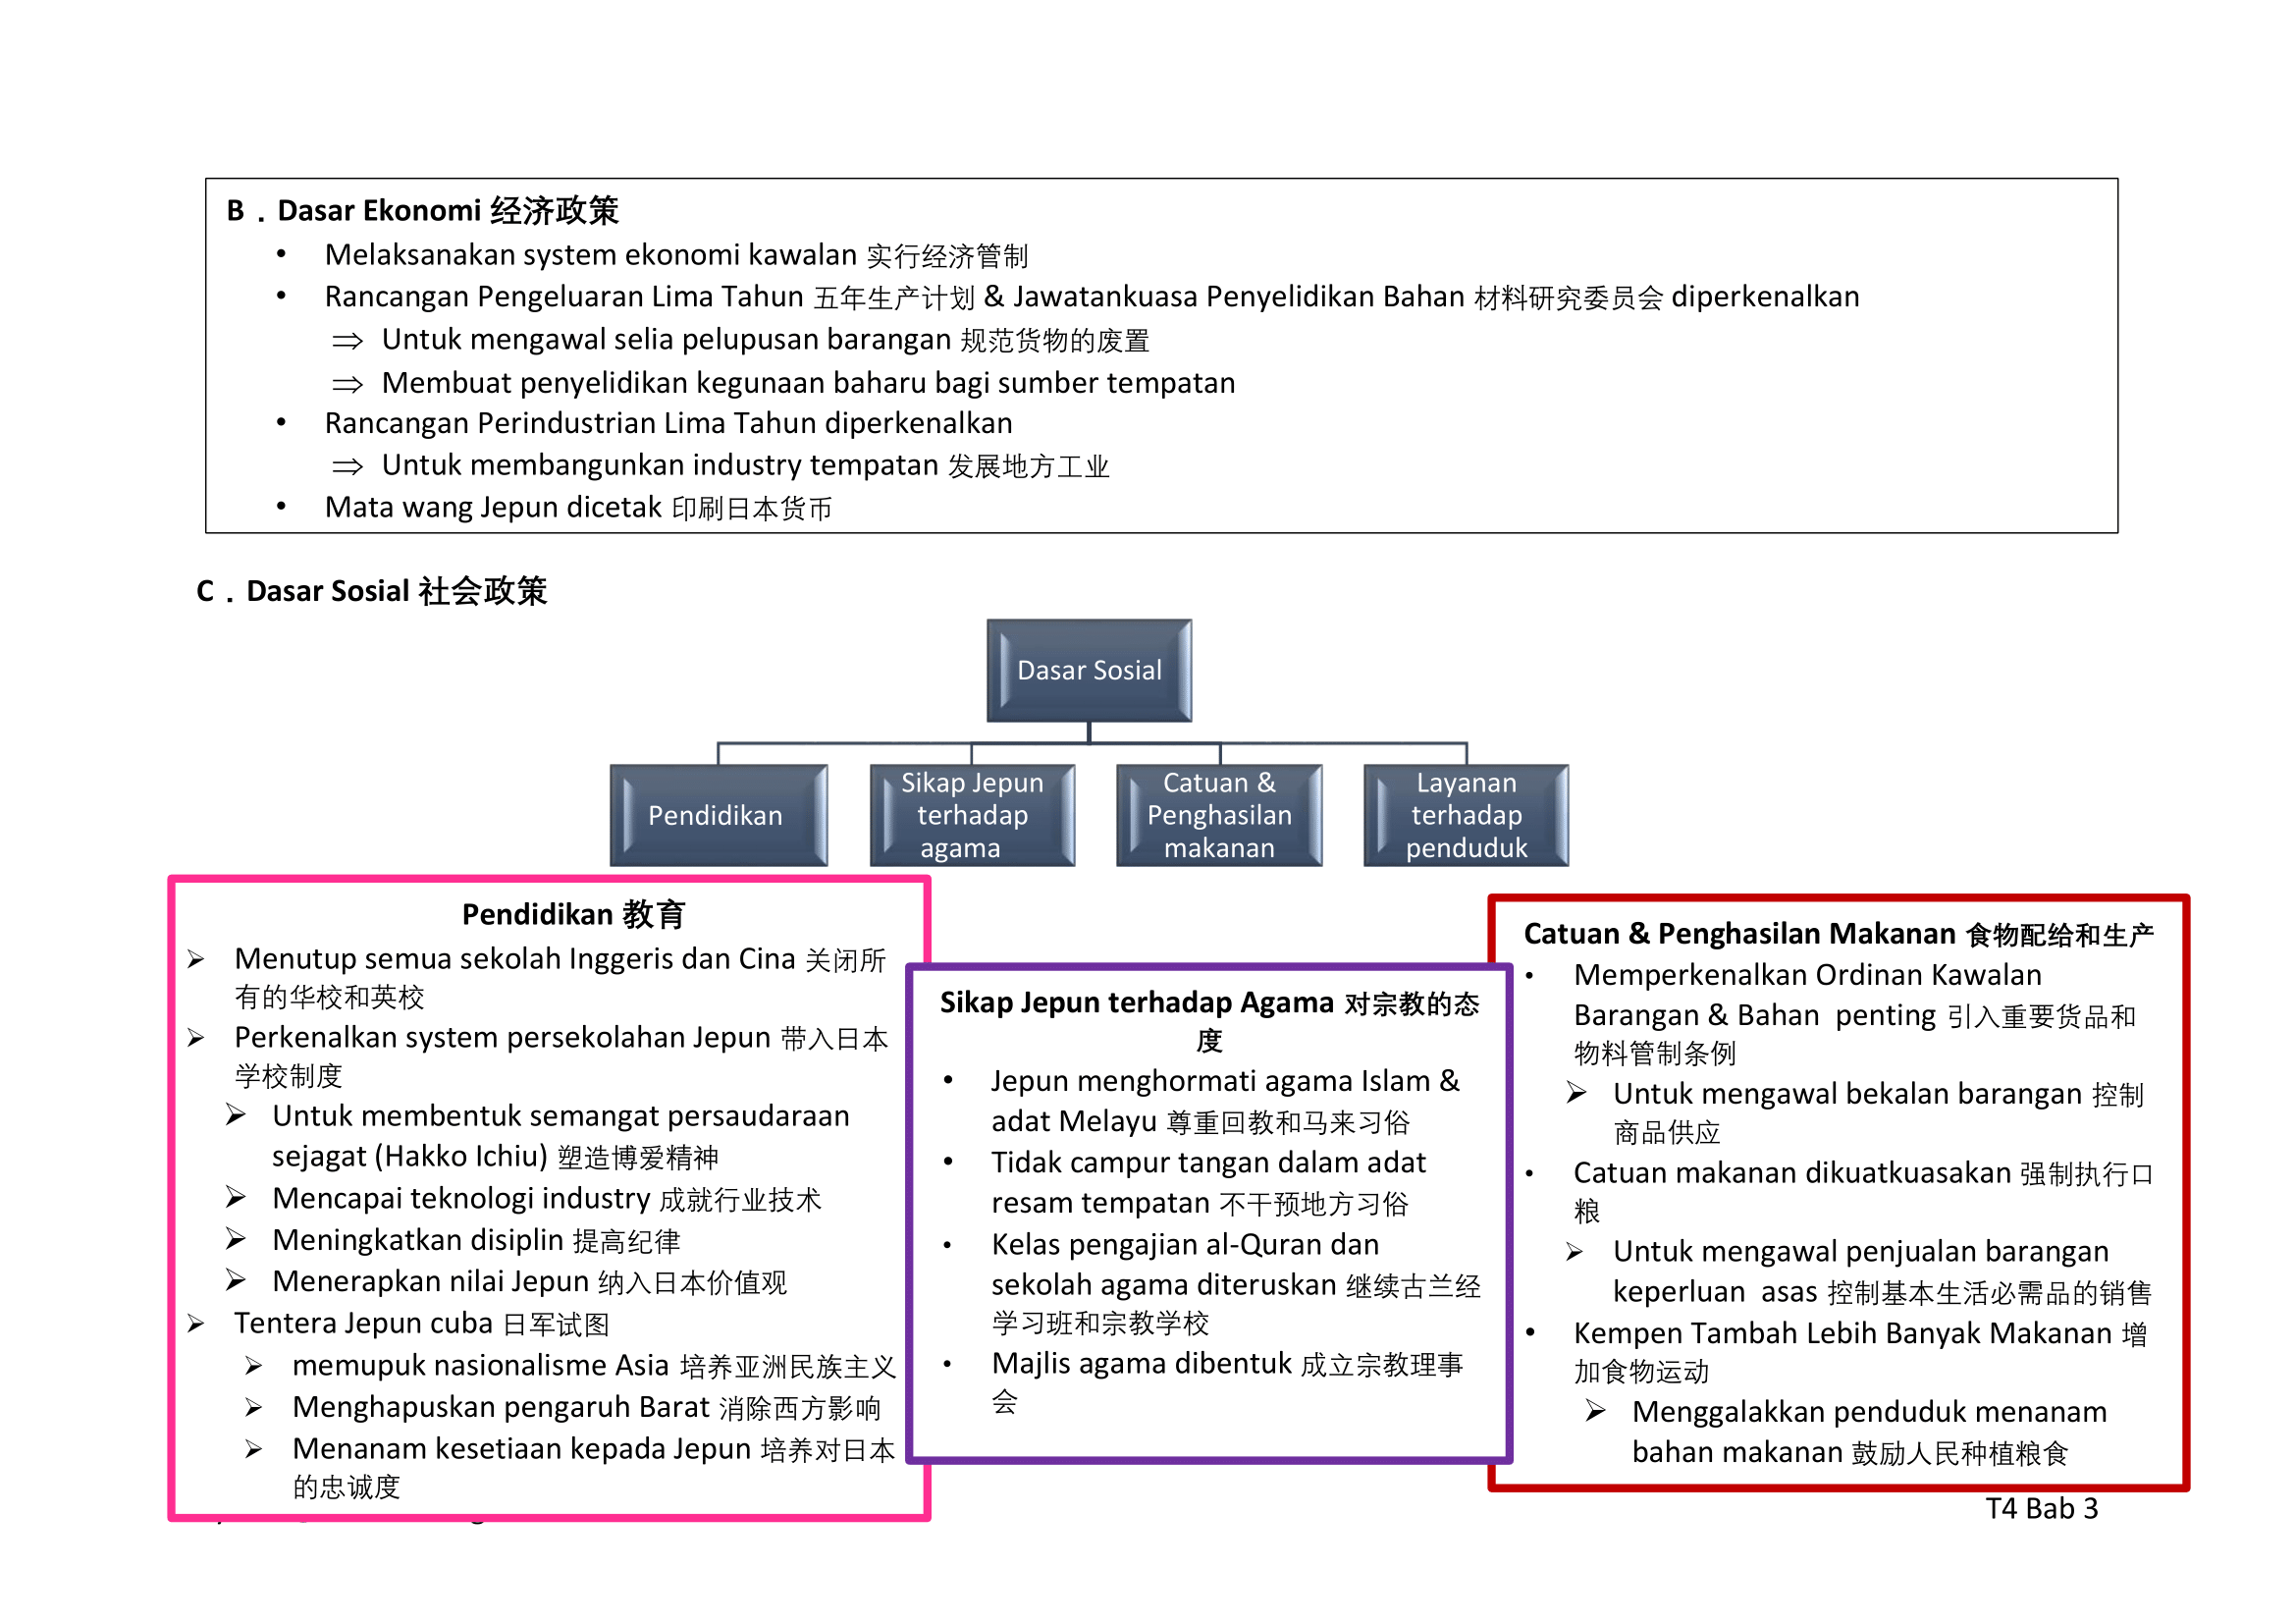 B．Dasar Ekonomi 经济政策
• Melaksanakan system ekonomi kawalan 实行经济管制
• Rancangan Pengeluaran Lima Tahun 五年生产计划 & Jawatankuasa Penyelidikan Bahan 材料研究委员会 diperkenalkan
⇒ Untuk mengawal selia pelupusan barangan 规范货物的废置
⇒ Membuat penyelidikan kegunaan baharu bagi sumber tempatan
• Rancangan Perindustrian Lima Tahun diperkenalkan
⇒ Untuk membangunkan industry tempatan 发展地方工业
• Mata wang Jepun dicetak 印刷日本货币
C．Dasar Sosial 社会政策
Dasar Sosial
Pendidikan
Sikap Jepun
terhadap
agama
Catuan &
Penghasilan
makanan
Layanan
terhadap
penduduk
Pendidikan 教育
➢ Menutup semua sekolah Inggeris dan Cina 关闭所
有的华校和英校
➢ Perkenalkan system persekolahan Jepun 带入日本
学校制度
➢ Untuk membentuk semangat persaudaraan
sejagat (Hakko Ichiu) 塑造博爱精神
➢ Mencapai teknologi industry 成就行业技术
➢ Meningkatkan disiplin 提高纪律
➢ Menerapkan nilai Jepun 纳入日本价值观
➢ Tentera Jepun cuba 日军试图
➢ memupuk nasionalisme Asia 培养亚洲民族主义
➢ Menghapuskan pengaruh Barat 消除西方影响
➢ Menanam kesetiaan kepada Jepun 培养对日本
的忠诚度
Sikap Jepun terhadap Agama 对宗教的态
度
• Jepun menghormati agama Islam &
adat Melayu 尊重回教和马来习俗
• Tidak campur tangan dalam adat
resam tempatan 不干预地方习俗
• Kelas pengajian al-Quran dan
sekolah agama diteruskan 继续古兰经
学习班和宗教学校
• Majlis agama dibentuk 成立宗教理事
会
Catuan & Penghasilan Makanan 食物配给和生产
• Memperkenalkan Ordinan Kawalan
Barangan & Bahan penting 引入重要货品和
物料管制条例
➢ Untuk mengawal bekalan barangan 控制
商品供应
• Catuan makanan dikuatkuasakan 强制执行口
粮
➢ Untuk mengawal penjualan barangan
keperluan asas 控制基本生活必需品的销售
• Kempen Tambah Lebih Banyak Makanan 增
加食物运动
➢ Menggalakkan penduduk menanam
bahan makanan 鼓励人民种植粮食
T4 Bab 3